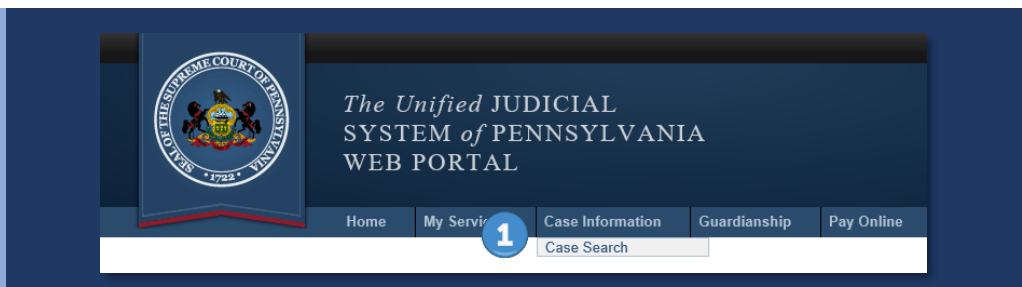 SEAL OF THE SUPREME COURT OF PENNSYLVANIA
• 1722 •
The Unified JUDICIAL
SYSTEM of PENNSYLVANIA
WEB PORTAL
Home My 1 Case Information Guardianship Pay Online
Case Search